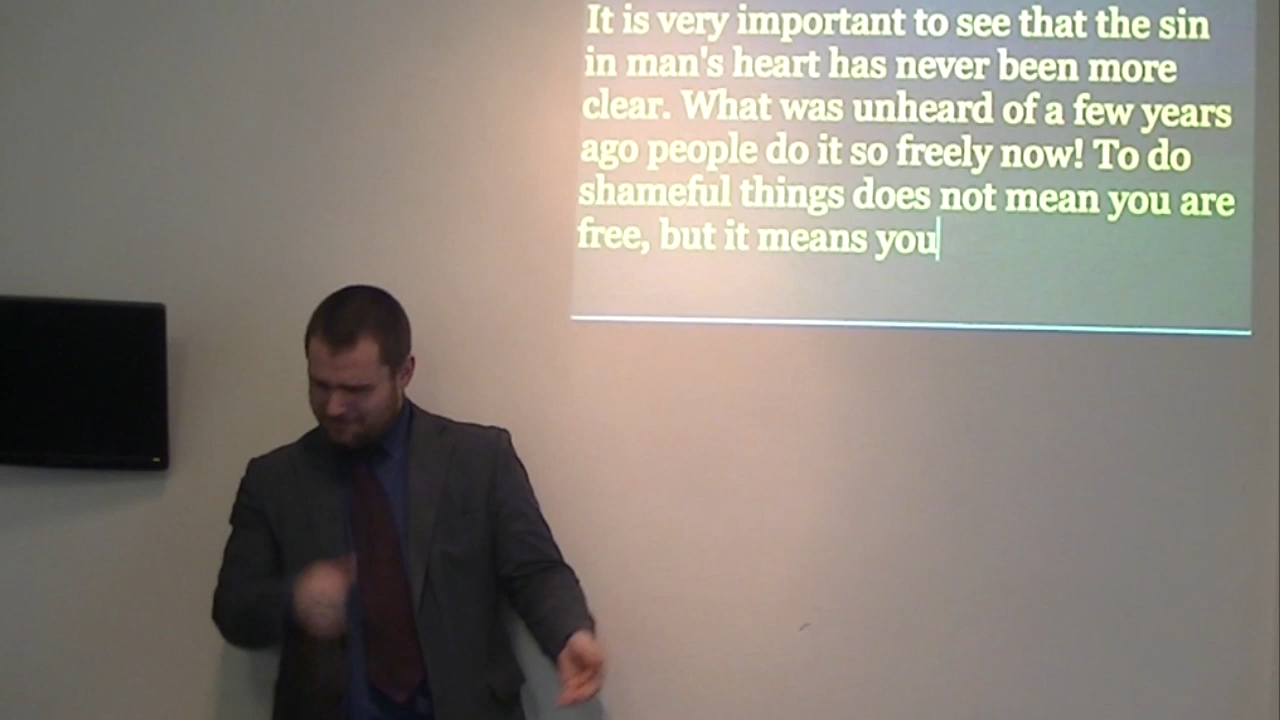 It is very important to see that the sin
in man's heart has never been more
clear. What was unheard of a few years
ago people do it so freely now! To do
shameful things does not mean you are
free, but it means you